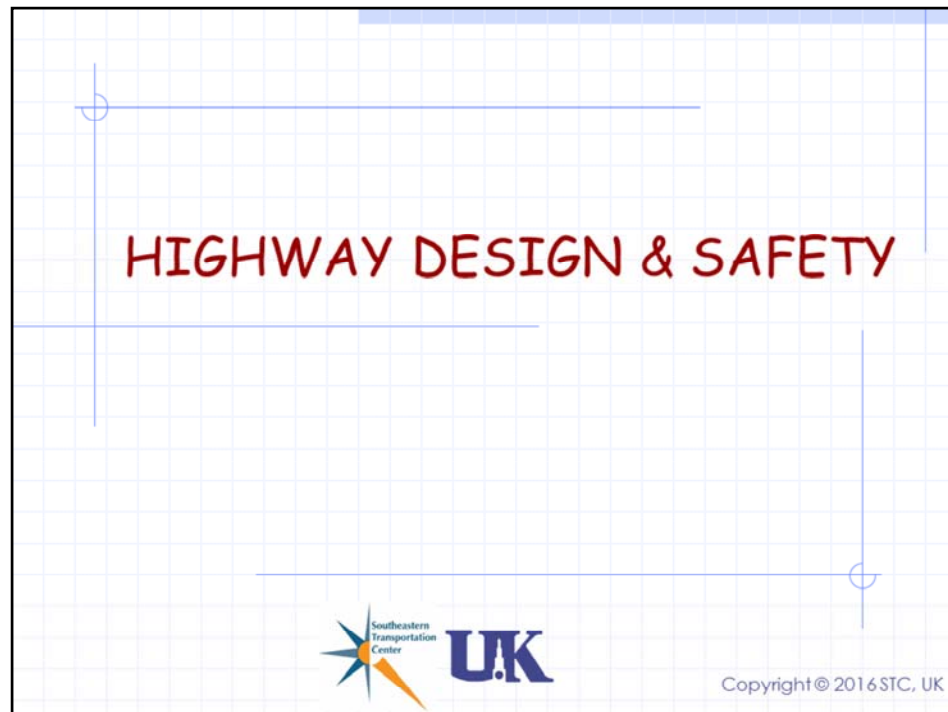 HIGHWAY DESIGN & SAFETY
Southeastern
Transportation
Center
UK
Copyright © 2016 STC, UK